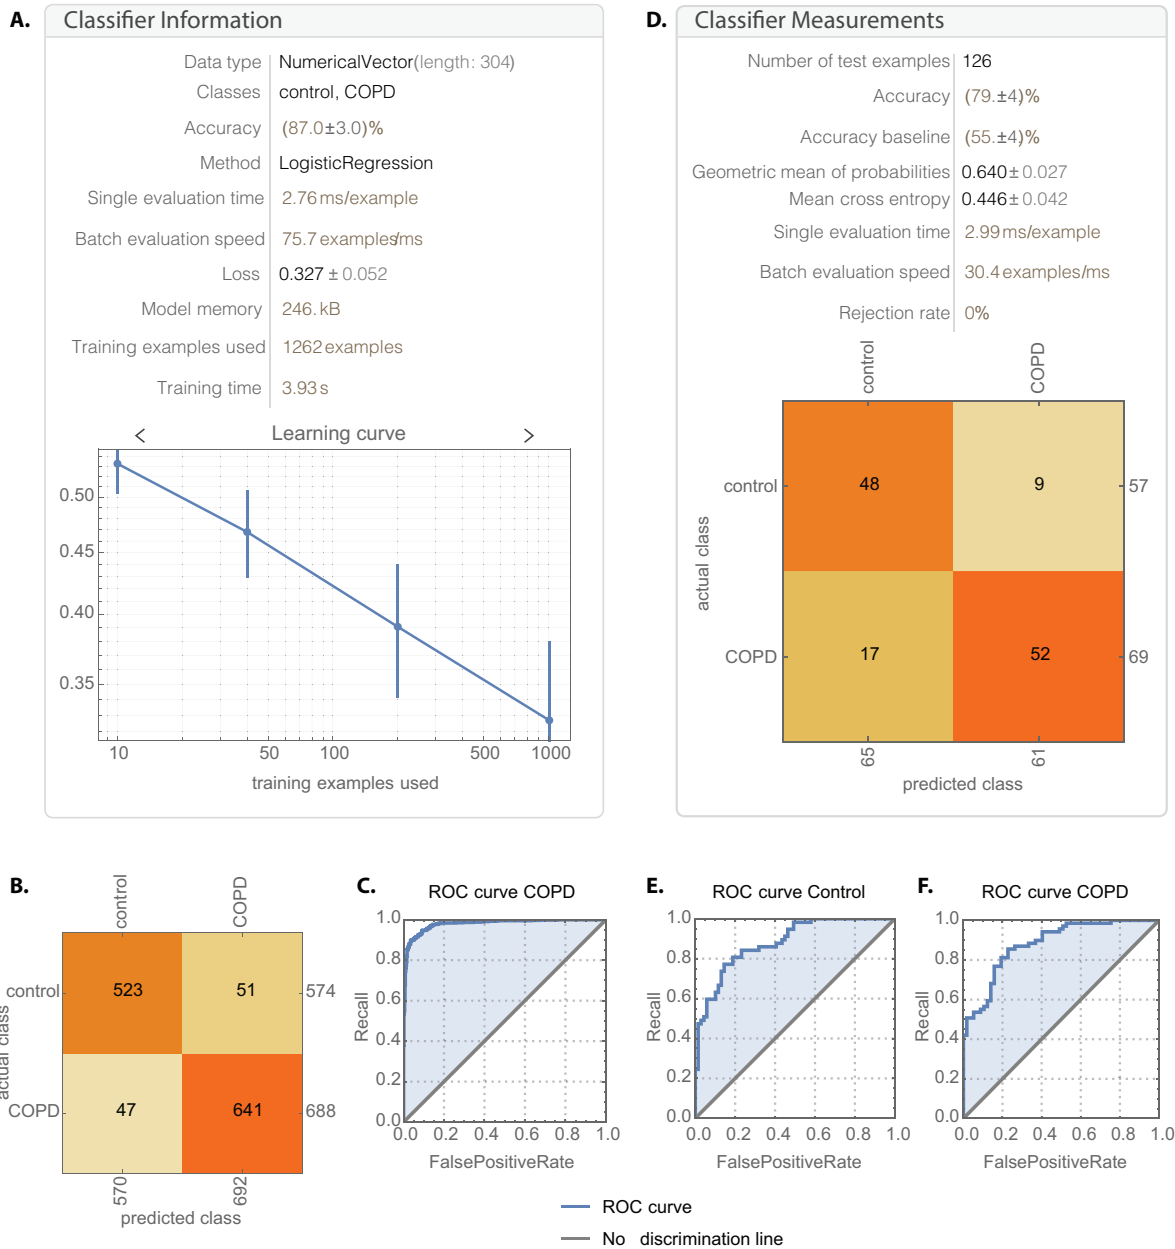 A.
Classifier Information
Data type NumericalVector(length: 304)
Classes control, COPD
Accuracy (87.0±3.0)%
Method LogisticRegression
Single evaluation time 2.76 ms/example
Batch evaluation speed 75.7 examples/ms
Loss 0.327 ± 0.052
Model memory 246. kB
Training examples used 1262 examples
Training time 3.93 s
< Learning curve >
0.50
0.45
0.40
0.35
10 50 100 500 1000
training examples used
D.
Classifier Measurements
Number of test examples 126
Accuracy (79.±4)%
Accuracy baseline (55.±4)%
Geometric mean of probabilities 0.640 ± 0.027
Mean cross entropy 0.446 ± 0.042
Single evaluation time 2.99 ms/example
Batch evaluation speed 30.4 examples/ms
Rejection rate 0%
control COPD
actual class
control 48 9 57
COPD 17 52 69
65 61
predicted class
B.
control COPD
actual class
control 523 51 574
COPD 47 641 688
570 692
predicted class
C.
ROC curve COPD
Recall
1.0
0.8
0.6
0.4
0.2
0.0
0.0 0.2 0.4 0.6 0.8 1.0
FalsePositiveRate
E.
ROC curve Control
Recall
1.0
0.8
0.6
0.4
0.2
0.0
0.0 0.2 0.4 0.6 0.8 1.0
FalsePositiveRate
F.
ROC curve COPD
Recall
1.0
0.8
0.6
0.4
0.2
0.0
0.0 0.2 0.4 0.6 0.8 1.0
FalsePositiveRate
ROC curve
No discrimination line